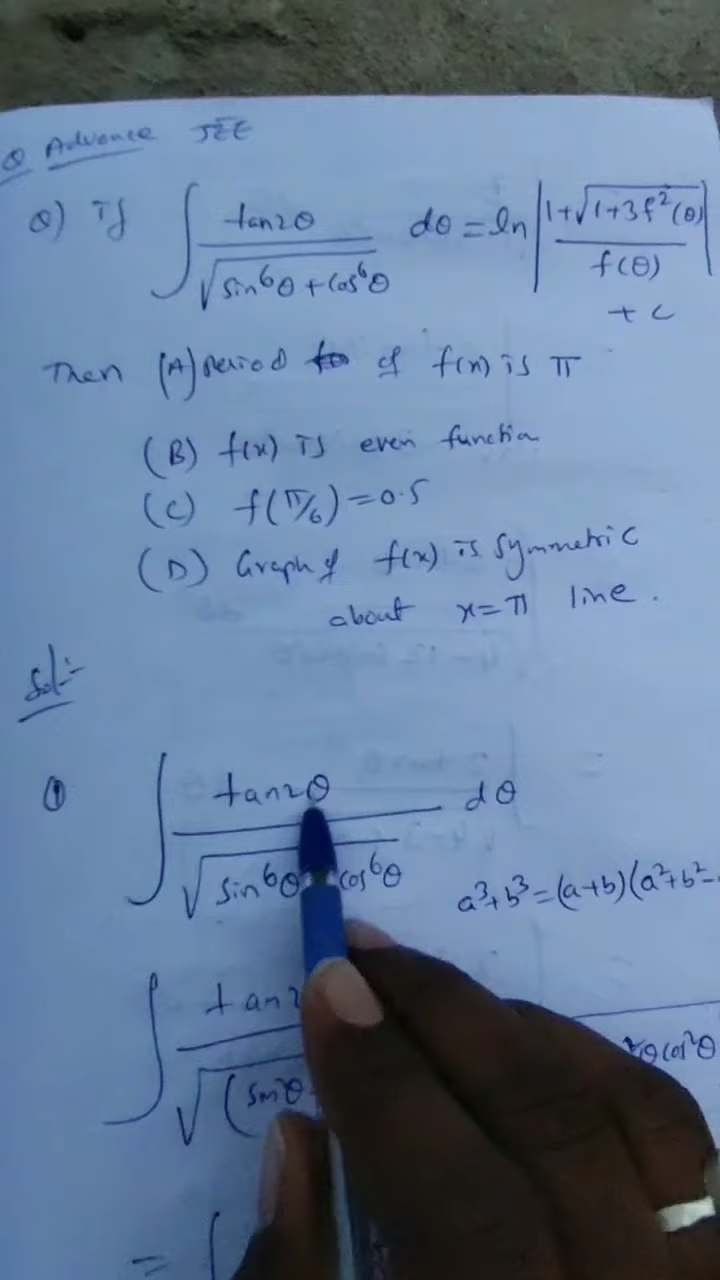 Q Advance JEE
Q) If ∫ tan2θ / √(sin⁶θ + cos⁶θ) dθ = ln |(1+√(1+3f²(θ))) / f(θ)|
+ c
Then (A) period of f(x) is π
(B) f(x) is even function
(C) f(π/6) = 0.5
(D) Graph of f(x) is symmetric
about x = π line.
Sol:-
① ∫ tan2θ / √(sin⁶θ cos⁶θ) dθ
a³+b³ = (a+b)(a²+b²-
∫ tan2 / √((sin²θ θcos²θ
= ∫